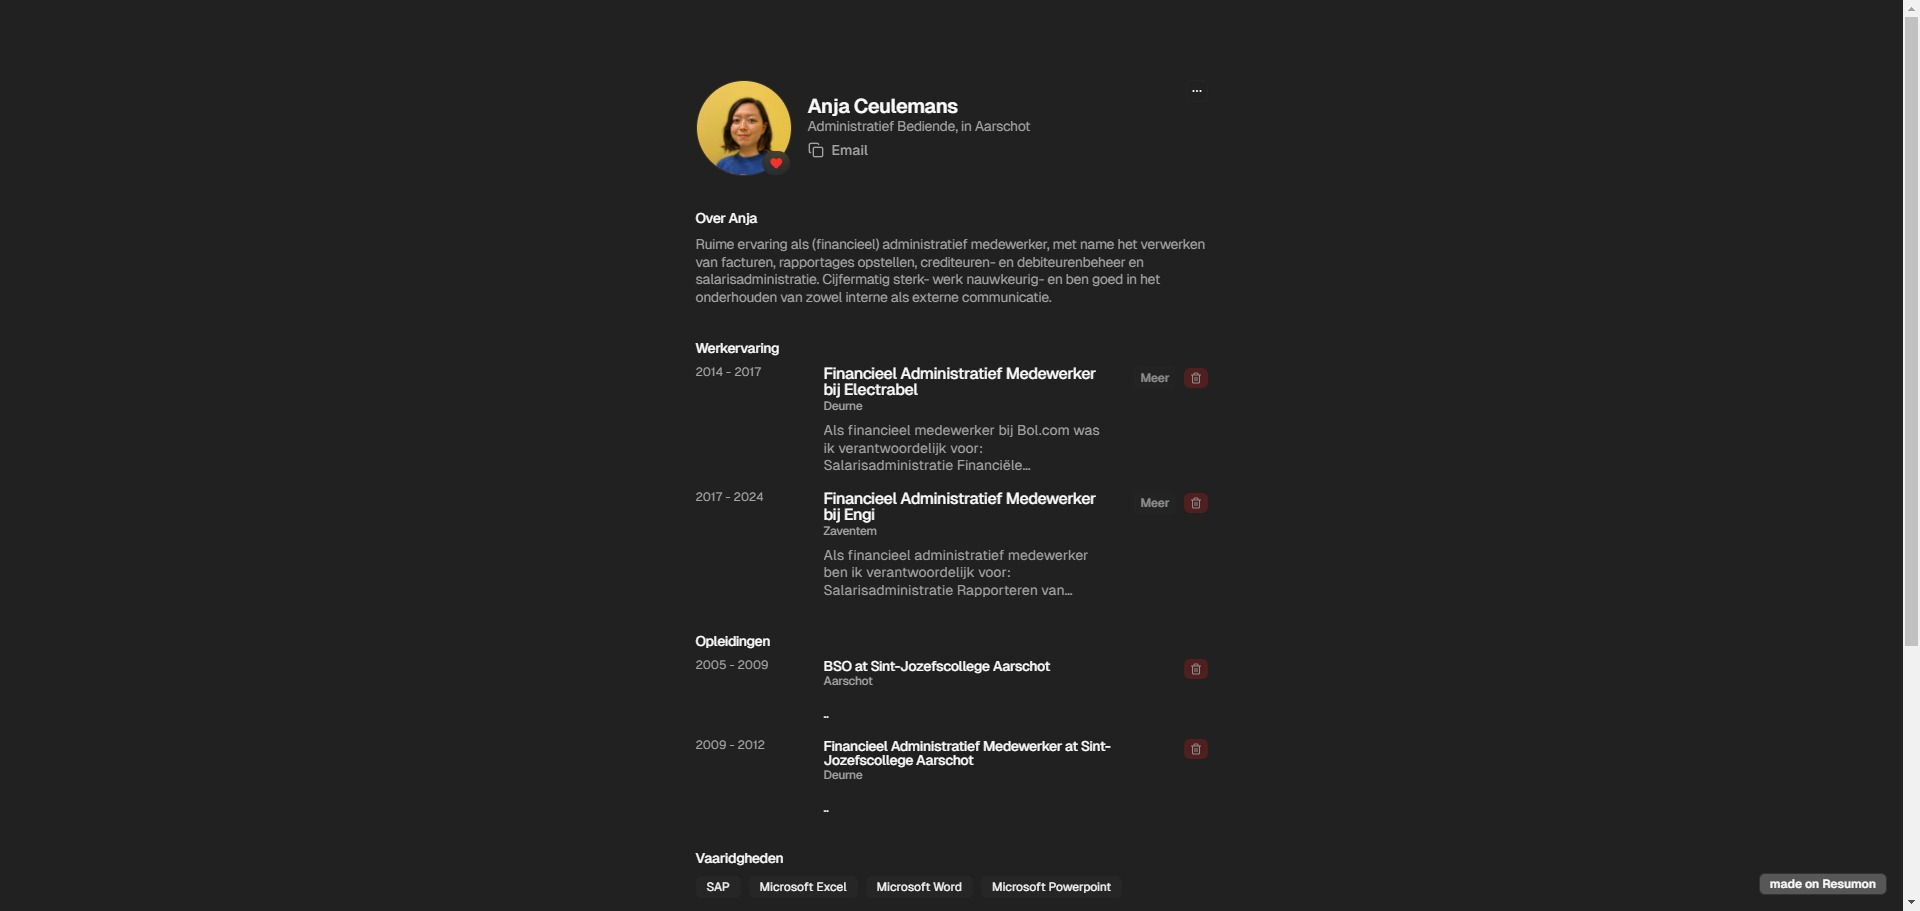 Anja Ceulemans
...
Administratief Bediende, in Aarschot
Email
Over Anja
Ruime ervaring als (financieel) administratief medewerker, met name het verwerken
van facturen, rapportages opstellen, crediteuren- en debiteurenbeheer en
salarisadministratie. Cijfermatig sterk- werk nauwkeurig- en ben goed in het
onderhouden van zowel interne als externe communicatie.
Werkervaring
2014 - 2017
Financieel Administratief Medewerker
bij Electrabel
Meer
Deurne
Als financieel medewerker bij Bol.com was
ik verantwoordelijk voor:
Salarisadministratie Financiële...
2017 - 2024
Financieel Administratief Medewerker
bij Engi
Meer
Zaventem
Als financieel administratief medewerker
ben ik verantwoordelijk voor:
Salarisadministratie Rapporteren van...
Opleidingen
2005 - 2009
BSO at Sint-Jozefscollege Aarschot
Aarschot
..
2009 - 2012
Financieel Administratief Medewerker at Sint-
Jozefscollege Aarschot
Deurne
..
Vaaridgheden
SAP
Microsoft Excel
Microsoft Word
Microsoft Powerpoint
made on Resumon